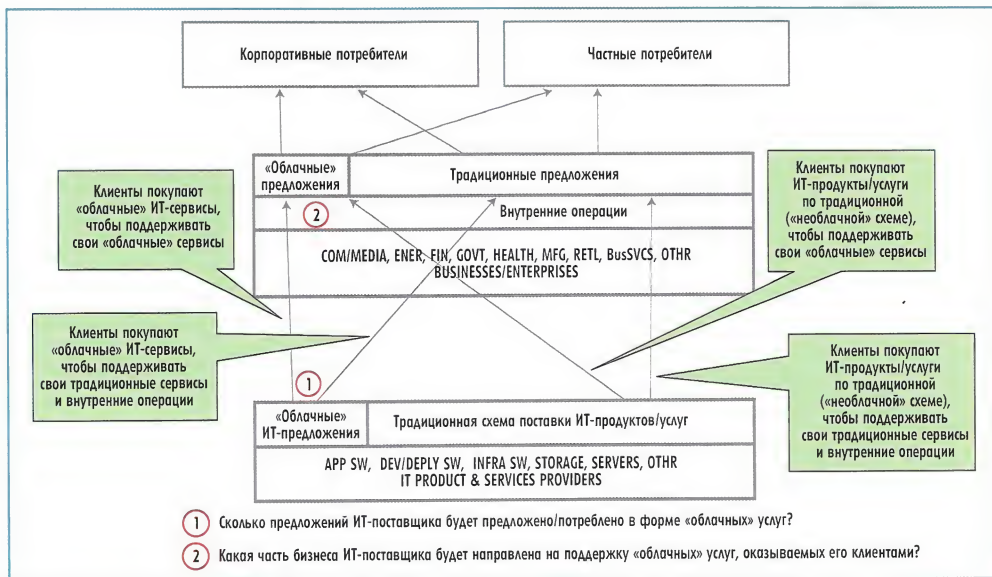 Корпоративные потребители
Частные потребители
«Облачные»
предложения
Традиционные предложения
2
Внутренние операции
COM/MEDIA, ENER, FIN, GOVT, HEALTH, MFG, RETL, BusSVCS, OTHR
BUSINESSES/ENTERPRISES
Клиенты покупают
«облачные» ИТ-сервисы,
чтобы поддерживать
свои «облачные» сервисы
Клиенты покупают
ИТ-продукты/услуги
по традиционной
(«необлачной» схеме),
чтобы поддерживать
свои «облачные» сервисы
Клиенты покупают
«облачные» ИТ-сервисы,
чтобы поддерживать
свои традиционные сервисы
и внутренние операции
Клиенты покупают
ИТ-продукты/услуги
по традиционной
(«необлачной» схеме),
чтобы поддерживать
свои традиционные сервисы
и внутренние операции
1
«Облачные»
ИТ-предложения
Традиционная схема поставки ИТ-продуктов/услуг
APP SW, DEV/DEPLY SW, INFRA SW, STORAGE, SERVERS, OTHR
IT PRODUCT & SERVICES PROVIDERS
1 Сколько предложений ИТ-поставщика будет предложено/потреблено в форме «облачных» услуг?
2 Какая часть бизнеса ИТ-поставщика будет направлена на поддержку «облачных» услуг, оказываемых его клиентами?